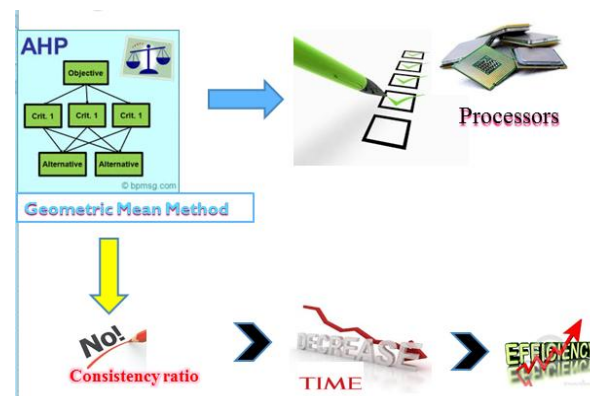 AHP
Objective
Crit. 1 Crit. 1 Crit. 1
Alternative Alternative
© bpmsg.com
Geometric Mean Method
Processors
No!
Consistency ratio
DECREASE
TIME
EFFICIENCY